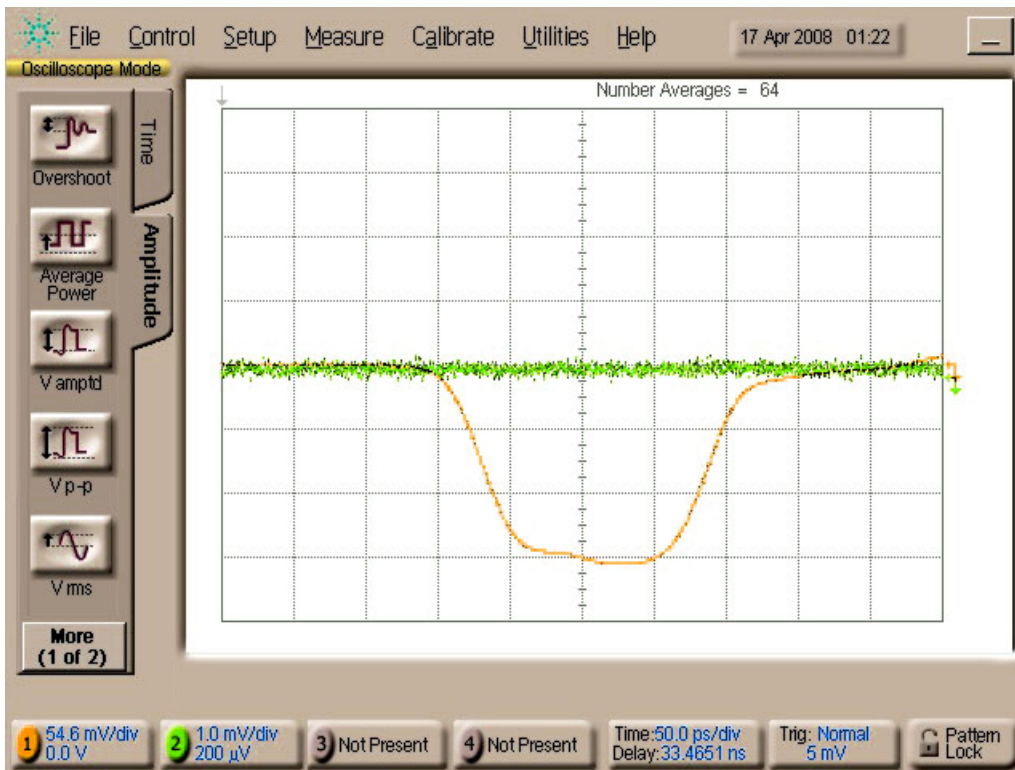 File Control Setup Measure Calibrate Utilities Help 17 Apr 2008 01:22
Oscilloscope Mode
Number Averages = 64
Time
Overshoot
Amplitude
Average
Power
V amptd
V p-p
V rms
More
(1 of 2)
1 54.6 mV/div
0.0 V
2 1.0 mV/div
200 µV
3 Not Present
4 Not Present
Time:50.0 ps/div
Delay:33.4651 ns
Trig: Normal
5 mV
Pattern
Lock